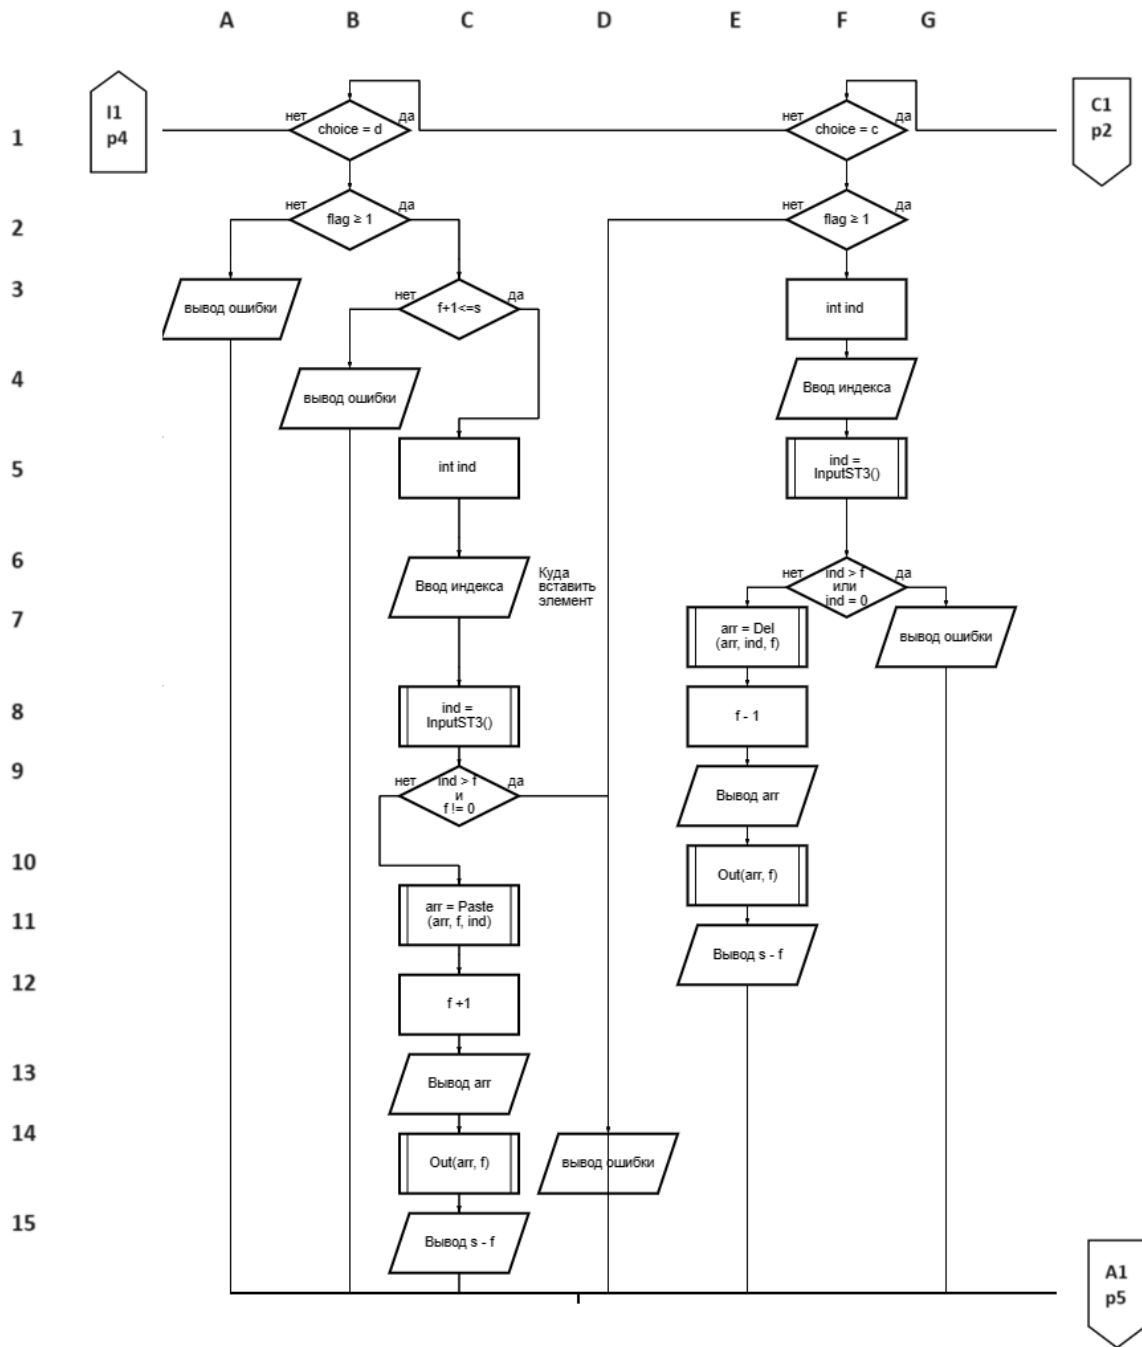 A B C D E F G
I1
p4
C1
p2
1
нет
да
choice = d
нет
да
choice = c
2
нет
да
flag ≥ 1
нет
да
flag ≥ 1
3
вывод ошибки
нет
да
f+1<=s
int ind
4
вывод ошибки
Ввод индекса
5
int ind
ind =
InputST3()
6
Ввод индекса
Куда
вставить
элемент
нет
да
ind > f
или
ind = 0
7
arr = Del
(arr, ind, f)
вывод ошибки
8
ind =
InputST3()
f - 1
9
нет
да
ind > f
и
f != 0
Вывод arr
10
Out(arr, f)
11
arr = Paste
(arr, f, ind)
Вывод s - f
12
f +1
13
Вывод arr
14
Out(arr, f)
вывод ошибки
15
Вывод s - f
A1
p5